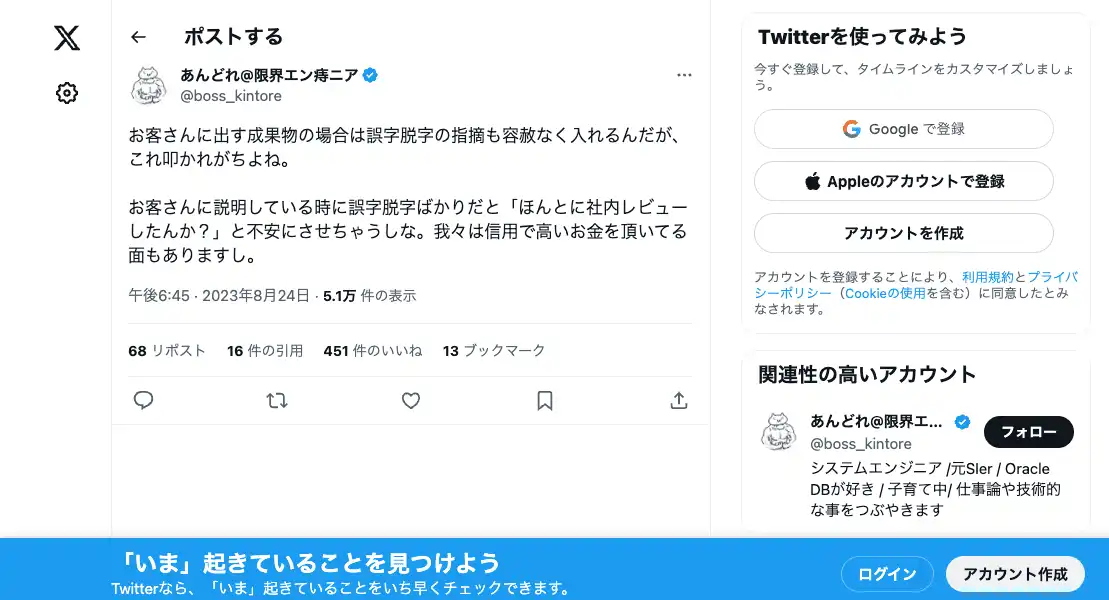 ポストする
あんどれ@限界エン痔ニア
@boss_kintore
お客さんに出す成果物の場合は誤字脱字の指摘も容赦なく入れるんだが、
これ叩かれがちよね。
お客さんに説明している時に誤字脱字ばかりだと「ほんとに社内レビュー
したんか？」と不安にさせちゃうしな。我々は信用で高いお金を頂いてる
面もありますし。
午後6:45 · 2023年8月24日 · 5.1万 件の表示
68 リポスト 16 件の引用 451 件のいいね 13 ブックマーク
Twitterを使ってみよう
今すぐ登録して、タイムラインをカスタマイズしましょ
う。
Google で登録
Appleのアカウントで登録
アカウントを作成
アカウントを登録することにより、利用規約とプライバ
シーポリシー（Cookieの使用を含む）に同意したとみ
なされます。
関連性の高いアカウント
あんどれ@限界エ...
@boss_kintore
フォロー
システムエンジニア /元SIer / Oracle
DBが好き / 子育て中/ 仕事論や技術的
な事をつぶやきます
「いま」起きていることを見つけよう
Twitterなら、「いま」起きていることをいち早くチェックできます。
ログイン
アカウント作成